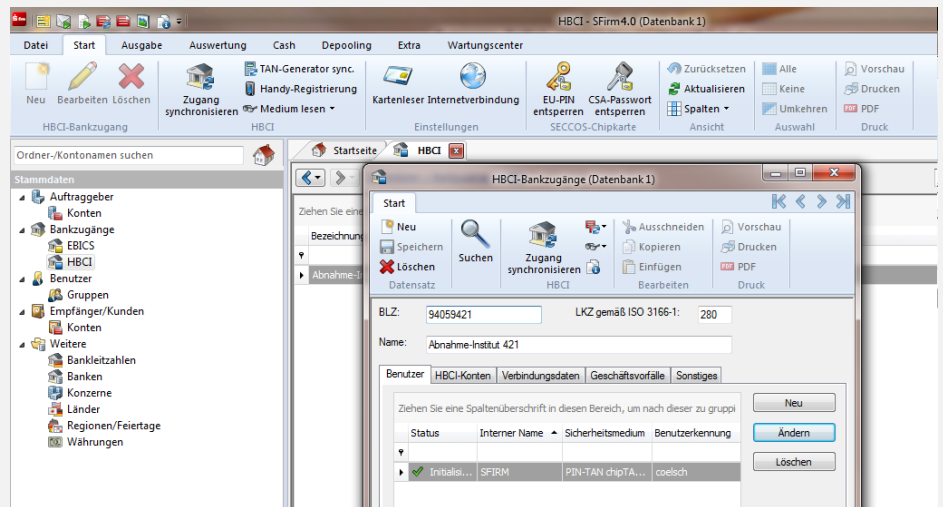 HBCI - SFirm4.0 (Datenbank 1)
Datei Start Ausgabe Auswertung Cash Depooling Extra Wartungscenter
Neu Bearbeiten Löschen
HBCI-Bankzugang
Zugang synchronisieren
TAN-Generator sync.
Handy-Registrierung
Medium lesen
HBCI
Kartenleser Internetverbindung
Einstellungen
EU-PIN entsperren
CSA-Passwort entsperren
SECCOS-Chipkarte
Zurücksetzen
Aktualisieren
Spalten
Ansicht
Alle
Keine
Umkehren
Auswahl
Vorschau
Drucken
PDF
Druck
Ordner-/Kontonamen suchen
Stammdaten
Auftraggeber
Konten
Bankzugänge
EBICS
HBCI
Benutzer
Gruppen
Empfänger/Kunden
Konten
Weitere
Bankleitzahlen
Banken
Konzerne
Länder
Regionen/Feiertage
Währungen
Startseite HBCI
Ziehen Sie eine
Bezeichnung
Abnahme-In
HBCI-Bankzugänge (Datenbank 1)
Start
Neu
Speichern
Löschen
Datensatz
Suchen
Zugang
synchronisieren
HBCI
Ausschneiden
Kopieren
Einfügen
Bearbeiten
Vorschau
Drucken
PDF
Druck
BLZ: 94059421 LKZ gemäß ISO 3166-1: 280
Name: Abnahme-Institut 421
Benutzer HBCI-Konten Verbindungsdaten Geschäftsvorfälle Sonstiges
Ziehen Sie eine Spaltenüberschrift in diesen Bereich, um nach dieser zu gruppi
Status Interner Name Sicherheitsmedium Benutzerkennung
Initialisi... SFIRM PIN-TAN chipTA... coelsch
Neu
Ändern
Löschen